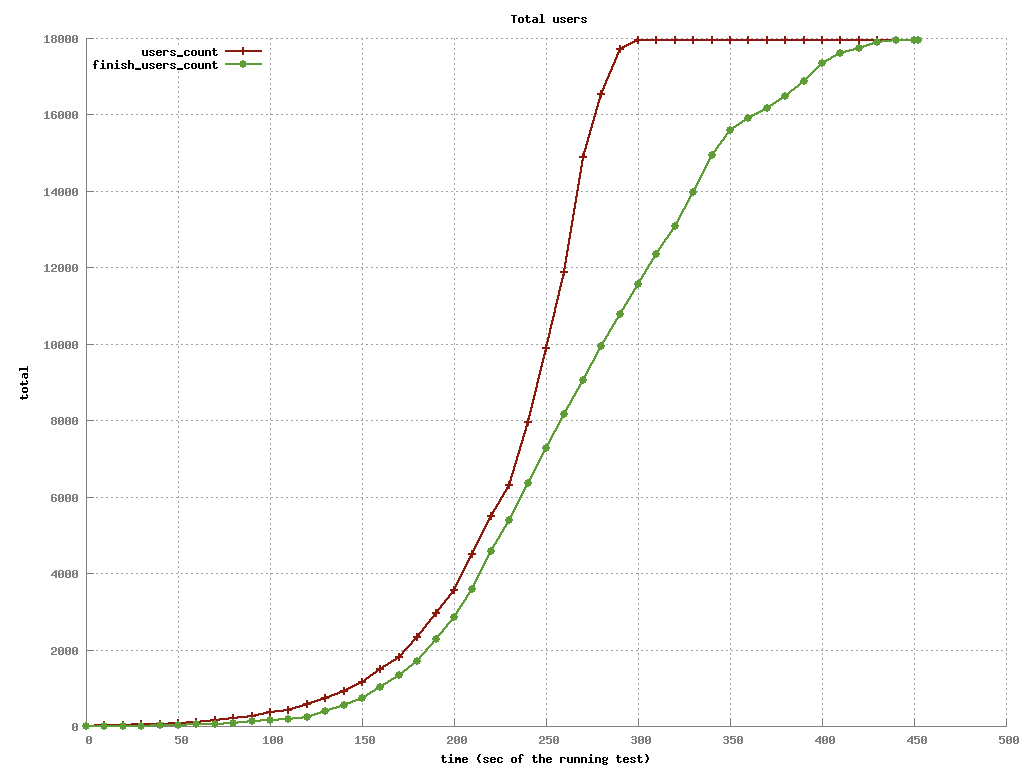 Total users
users_count
finish_users_count
18000
16000
14000
12000
10000
8000
6000
4000
2000
0
total
0 50 100 150 200 250 300 350 400 450 500
time (sec of the running test)